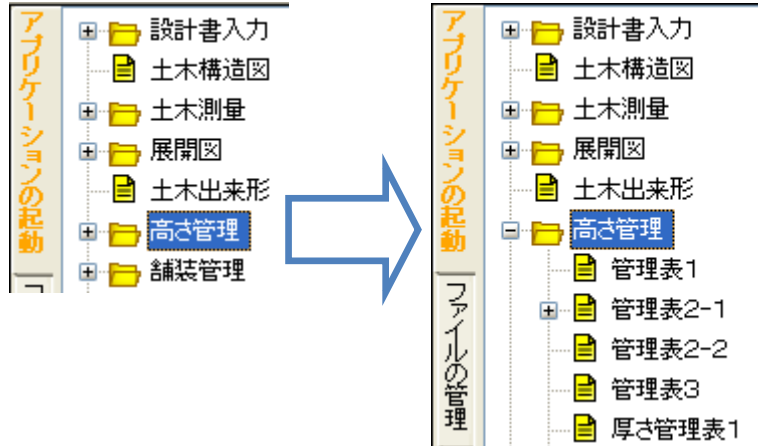 アプリケーションの起動
設計書入力
土木構造図
土木測量
展開図
土木出来形
高さ管理
舗装管理
アプリケーションの起動
ファイルの管理
設計書入力
土木構造図
土木測量
展開図
土木出来形
高さ管理
管理表1
管理表2-1
管理表2-2
管理表3
厚さ管理表1